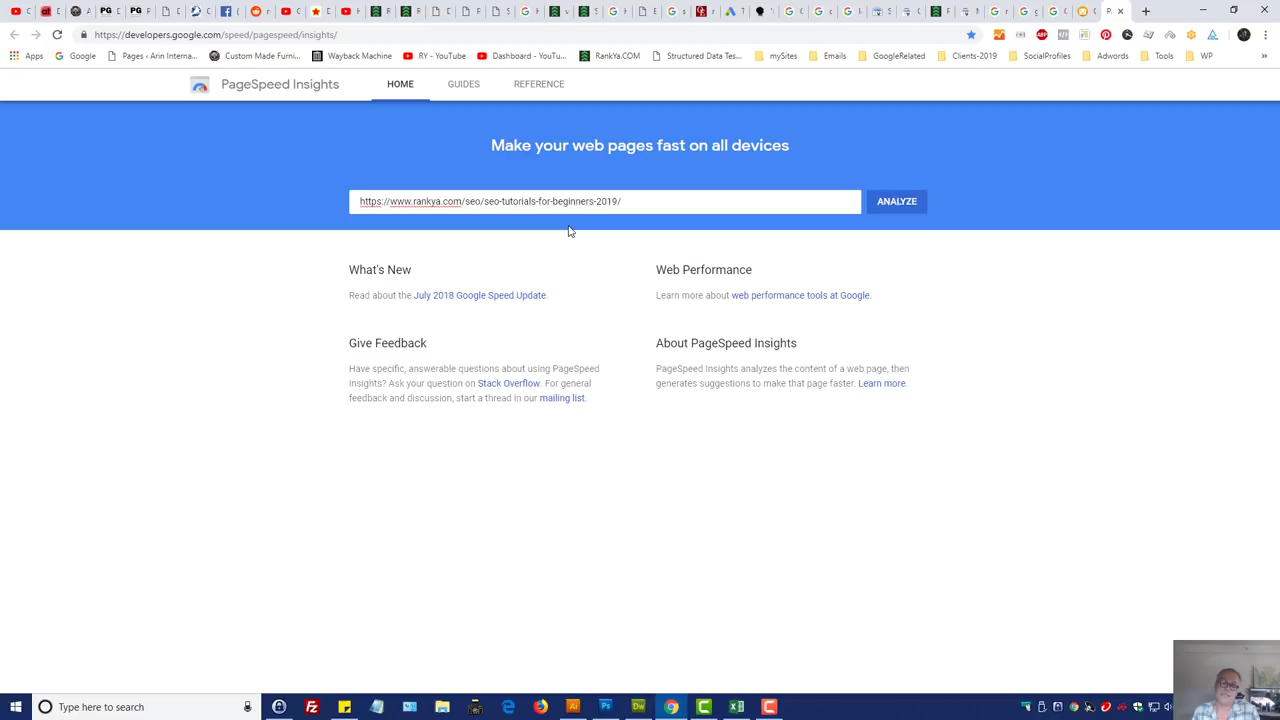 https://developers.google.com/speed/pagespeed/insights/
Apps Google Pages ‹ Arin Interna... Custom Made Furni... Wayback Machine RY - YouTube Dashboard - YouTu... RankYa.COM Structured Data Tes... mySites Emails GoogleRelated Clients-2019 SocialProfiles Adwords Tools WP »
PageSpeed Insights HOME GUIDES REFERENCE
Make your web pages fast on all devices
https://www.rankya.com/seo/seo-tutorials-for-beginners-2019/ ANALYZE
What's New
Read about the July 2018 Google Speed Update.
Web Performance
Learn more about web performance tools at Google.
Give Feedback
Have specific, answerable questions about using PageSpeed
Insights? Ask your question on Stack Overflow. For general
feedback and discussion, start a thread in our mailing list.
About PageSpeed Insights
PageSpeed Insights analyzes the content of a web page, then
generates suggestions to make that page faster. Learn more.
Type here to search